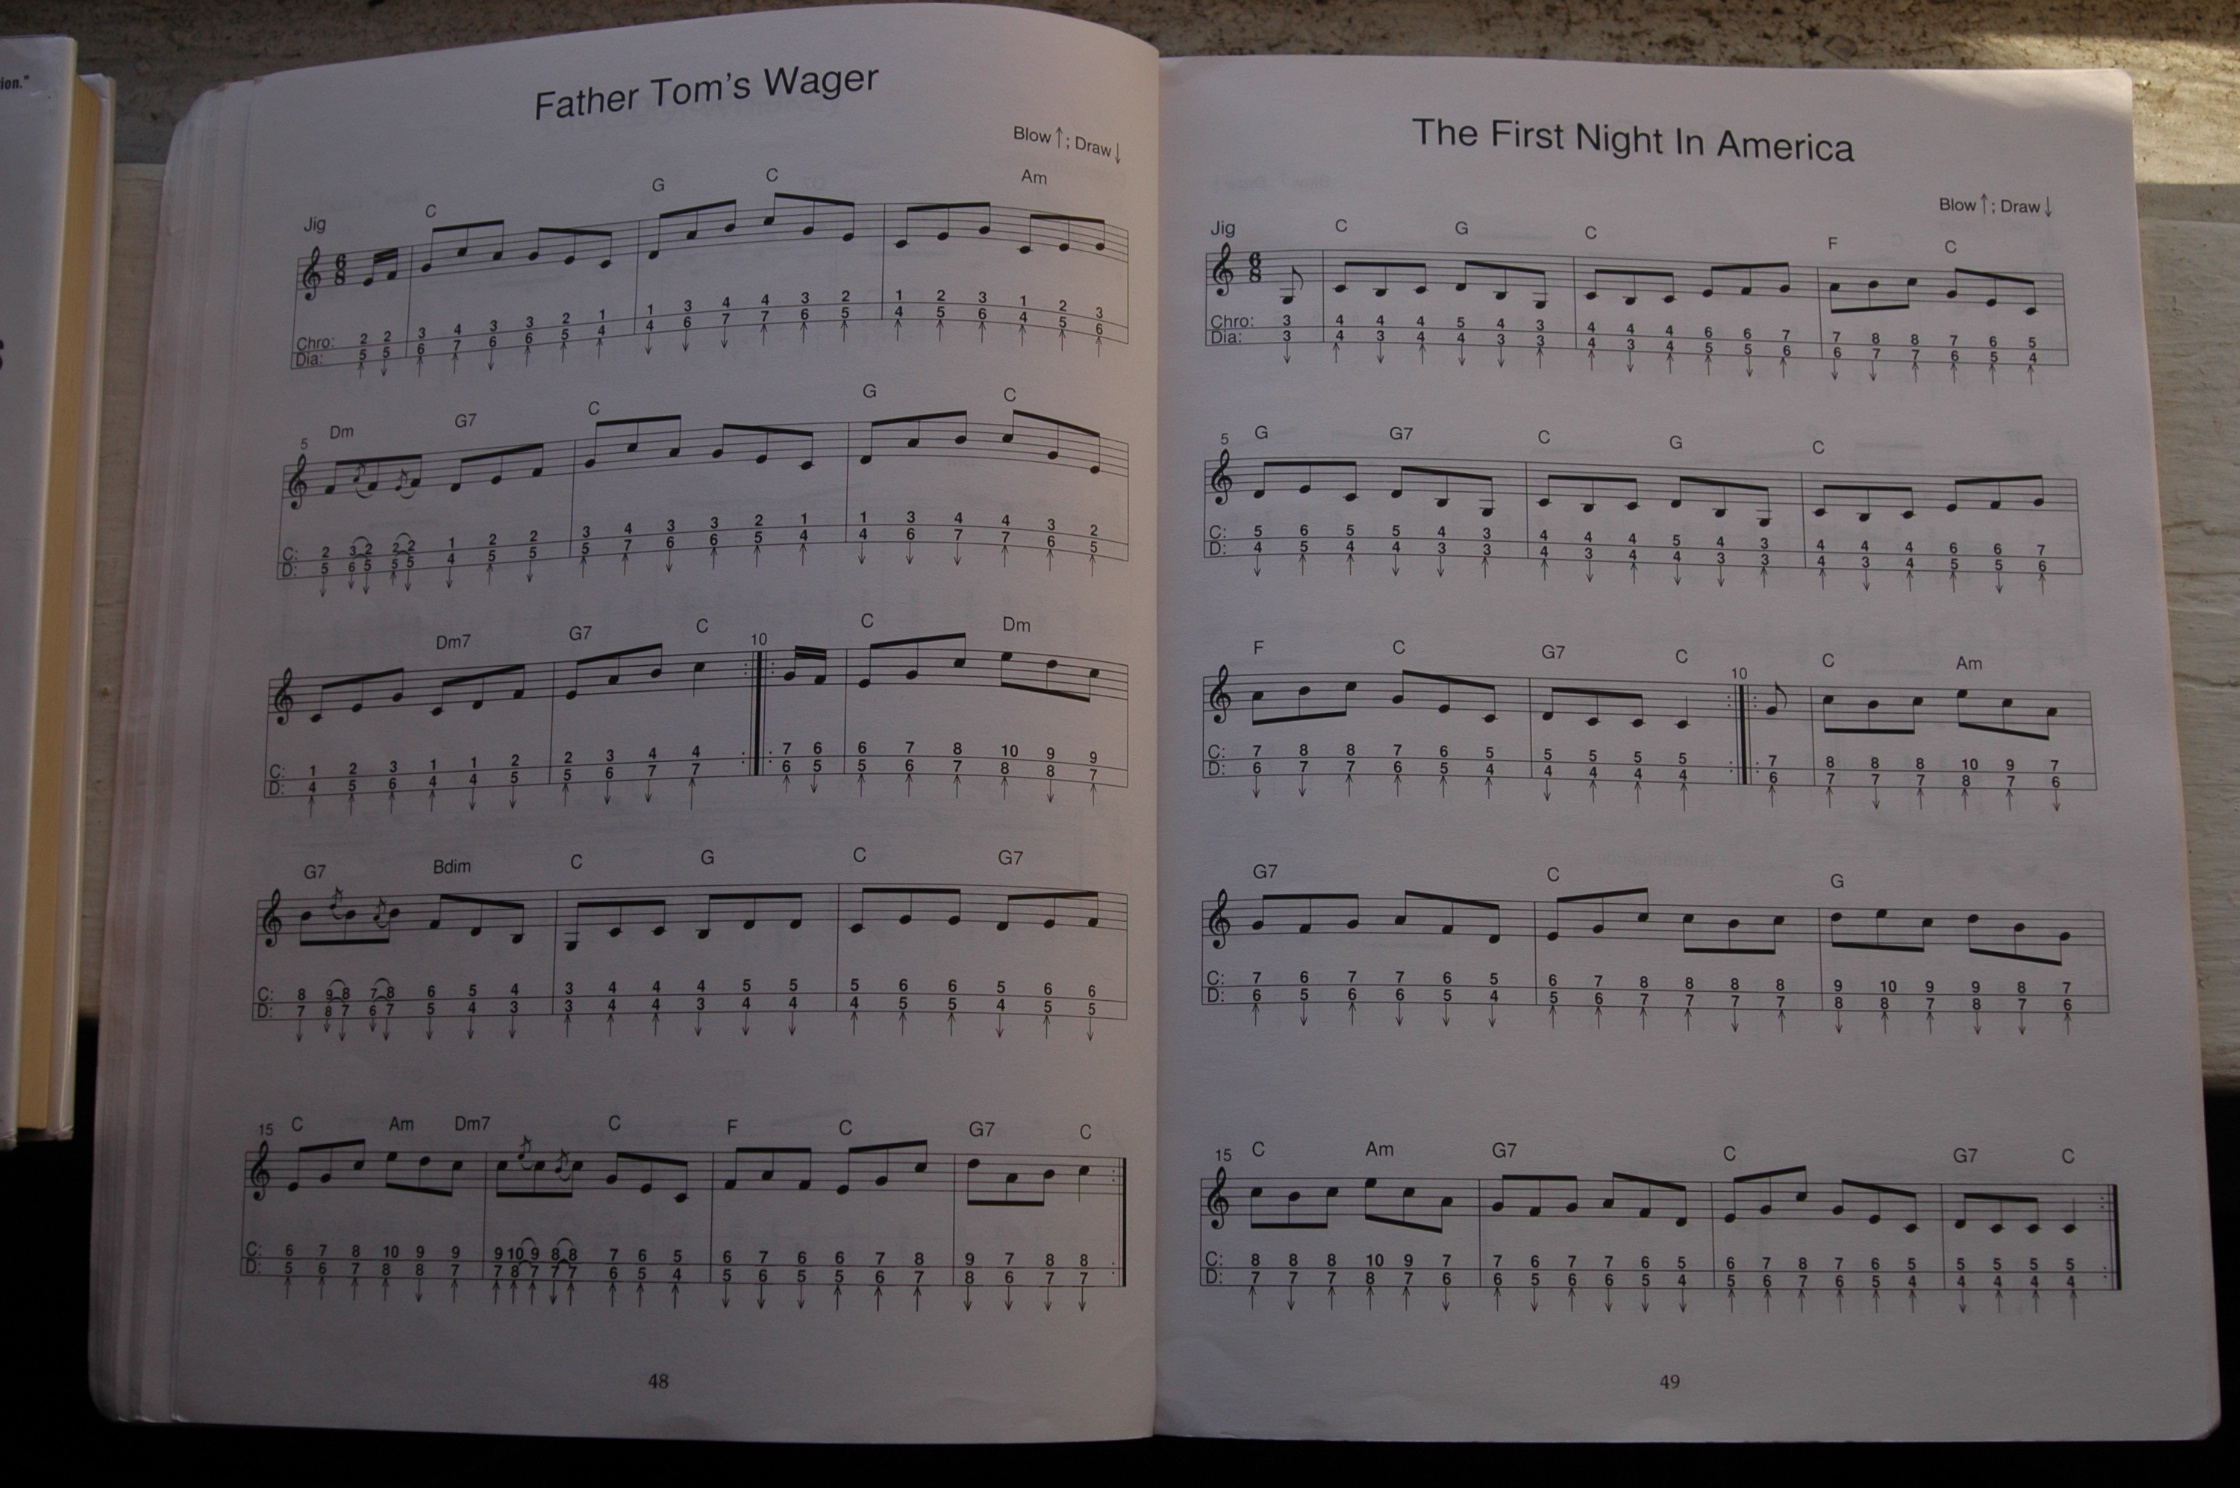 ion."
Father Tom's Wager
Blow ↑; Draw ↓
Jig
C G C Am
6
8
Chro: 2 2 3 4 3 3 2 1 1 3 4 4 3 2 1 2 3 1 2 3
Dia: 5 5 6 7 6 6 5 4 4 6 7 7 6 5 4 5 6 4 5 6
5 Dm G7 C G C
C: 2 3 2 2 2 1 2 2 3 4 3 3 2 1 1 3 4 4 3 2
D: 5 6 5 5 5 4 5 5 5 7 6 6 5 4 4 6 7 7 6 5
Dm7 G7 C 10 C Dm
C: 1 2 3 1 1 2 2 3 4 4 7 6 6 7 8 10 9 9
D: 4 5 6 4 4 5 5 6 7 7 6 5 5 6 7 8 8 7
G7 Bdim C G C G7
C: 8 9 8 7 8 6 5 4 3 4 4 4 5 5 5 6 6 5 6 6
D: 7 8 7 6 7 5 4 3 3 4 4 3 4 4 4 5 5 4 5 5
15 C Am Dm7 C F C G7 C
C: 6 7 8 10 9 9 9 10 9 8 8 7 6 5 6 7 6 6 7 8 9 7 8 8
D: 5 6 7 8 8 7 7 8 7 7 7 6 5 4 5 6 5 5 6 7 8 6 7 7
48
The First Night In America
Blow ↑; Draw ↓
Jig
C G C F C
6
8
Chro: 3 4 4 4 5 4 3 4 4 4 6 6 7 7 8 8 7 6 5
Dia: 3 4 3 4 4 3 3 4 3 4 5 5 6 6 7 7 6 5 4
5 G G7 C G C
C: 5 6 5 5 4 3 4 4 4 5 4 3 4 4 4 6 6 7
D: 4 5 4 4 3 3 4 3 4 4 3 3 4 3 4 5 5 6
F C G7 C 10 C Am
C: 7 8 8 7 6 5 5 5 5 5 7 8 8 8 10 9 7
D: 6 7 7 6 5 4 4 4 4 4 6 7 7 7 8 7 6
G7 C G
C: 7 6 7 7 6 5 6 7 8 8 8 8 9 10 9 9 8 7
D: 6 5 6 6 5 4 5 6 7 7 7 7 8 8 7 8 7 6
15 C Am G7 C G7 C
C: 8 8 8 10 9 7 7 6 7 7 6 5 6 7 8 7 6 5 5 5 5 5
D: 7 7 7 8 7 6 6 5 6 6 5 4 5 6 7 6 5 4 4 4 4 4
49